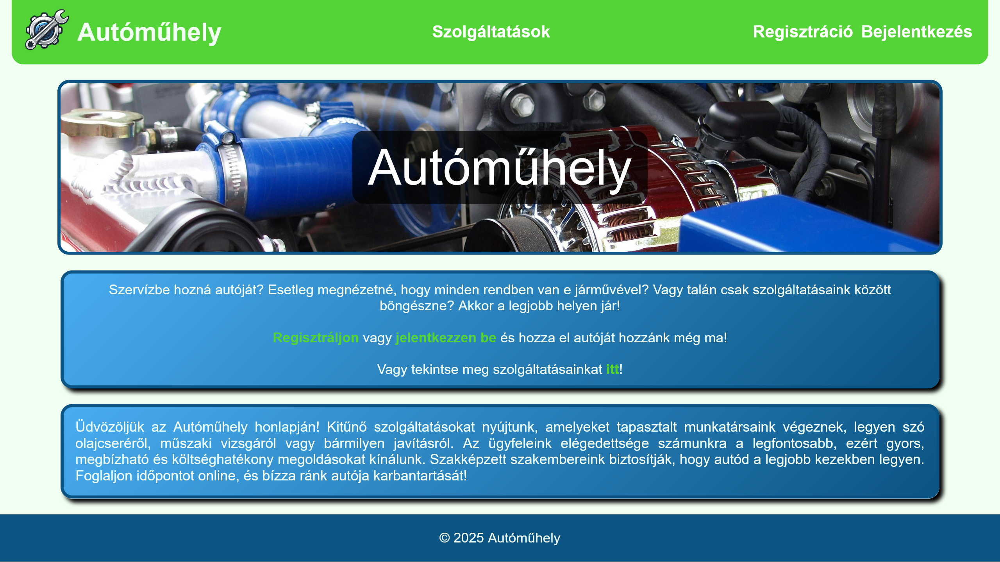 Autóműhely
Szolgáltatások
Regisztráció Bejelentkezés
Autóműhely
Szervízbe hozná autóját? Esetleg megnézetné, hogy minden rendben van e járművével? Vagy talán csak szolgáltatásaink között
böngészne? Akkor a legjobb helyen jár!
Regisztráljon vagy jelentkezzen be és hozza el autóját hozzánk még ma!
Vagy tekintse meg szolgáltatásainkat itt!
Üdvözöljük az Autóműhely honlapján! Kitűnő szolgáltatásokat nyújtunk, amelyeket tapasztalt munkatársaink végeznek, legyen szó
olajcseréről, műszaki vizsgáról vagy bármilyen javításról. Az ügyfeleink elégedettsége számunkra a legfontosabb, ezért gyors,
megbízható és költséghatékony megoldásokat kínálunk. Szakképzett szakembereink biztosítják, hogy autód a legjobb kezekben legyen.
Foglaljon időpontot online, és bízza ránk autója karbantartását!
© 2025 Autóműhely